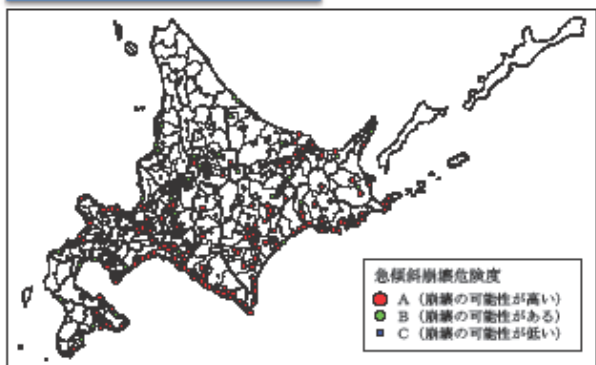 急傾斜崩壊危険度
A（崩壊の可能性が高い）
B（崩壊の可能性がある）
C（崩壊の可能性が低い）